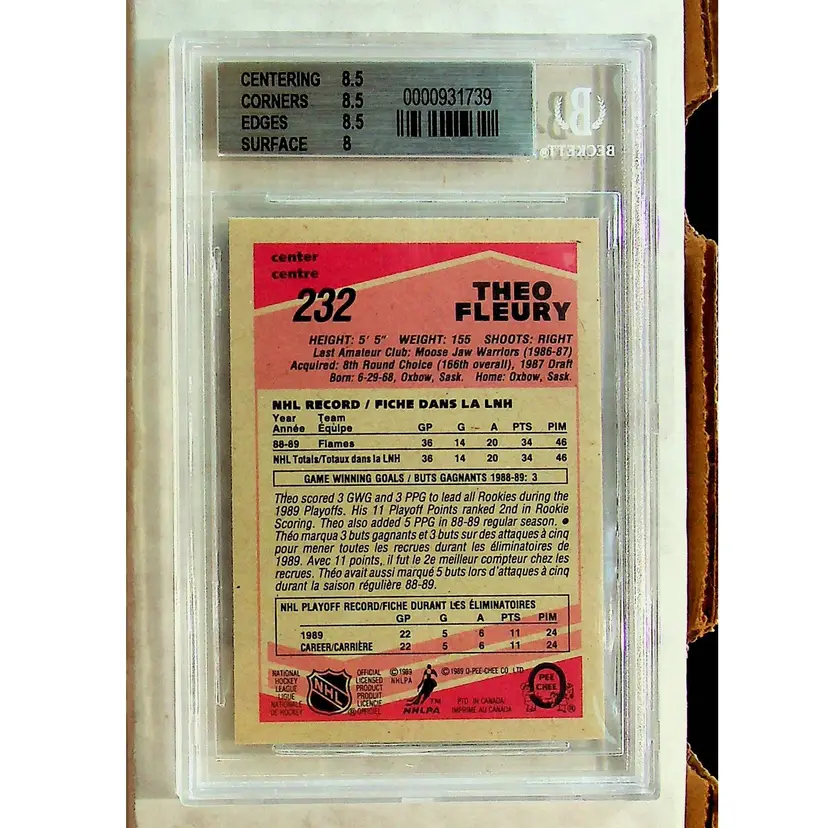 CENTERING 8.5
CORNERS 8.5
EDGES 8.5
SURFACE 8
0000931739
BECKETT®
center
centre
232
THEO
FLEURY
HEIGHT: 5' 5" WEIGHT: 155 SHOOTS: RIGHT
Last Amateur Club: Moose Jaw Warriors (1986-87)
Acquired: 8th Round Choice (166th overall), 1987 Draft
Born: 6-29-68, Oxbow, Sask. Home: Oxbow, Sask.
NHL RECORD / FICHE DANS LA LNH
Year Team
Année Équipe GP G A PTS PIM
88-89 Flames 36 14 20 34 46
NHL Totals/Totaux dans la LNH 36 14 20 34 46
GAME WINNING GOALS / BUTS GAGNANTS 1988-89: 3
Theo scored 3 GWG and 3 PPG to lead all Rookies during the
1989 Playoffs. His 11 Playoff Points ranked 2nd in Rookie
Scoring. Theo also added 5 PPG in 88-89 regular season. ●
Théo marqua 3 buts gagnants et 3 buts sur des attaques à cinq
pour mener toutes les recrues durant les éliminatoires de
1989. Avec 11 points, il fut le 2e meilleur compteur chez les
recrues. Théo avait aussi marqué 5 buts lors d'attaques à cinq
durant la saison régulière 88-89.
NHL PLAYOFF RECORD/FICHE DURANT LES ÉLIMINATOIRES
GP G A PTS PIM
1989 22 5 6 11 24
CAREER/CARRIÈRE 22 5 6 11 24
NATIONAL
HOCKEY
LEAGUE
LIGUE
NATIONALE
DE HOCKEY
NHL
OFFICIAL
LICENSED
PRODUCT
PRODUIT
LICENCIÉ
OFFICIEL
©1989
NHLPA
NHLPA
TM
© 1989 O-PEE-CHEE CO. LTD.
PTD. IN CANADA/
IMPRIMÉ AU CANADA
O
PEE
CHEE
®